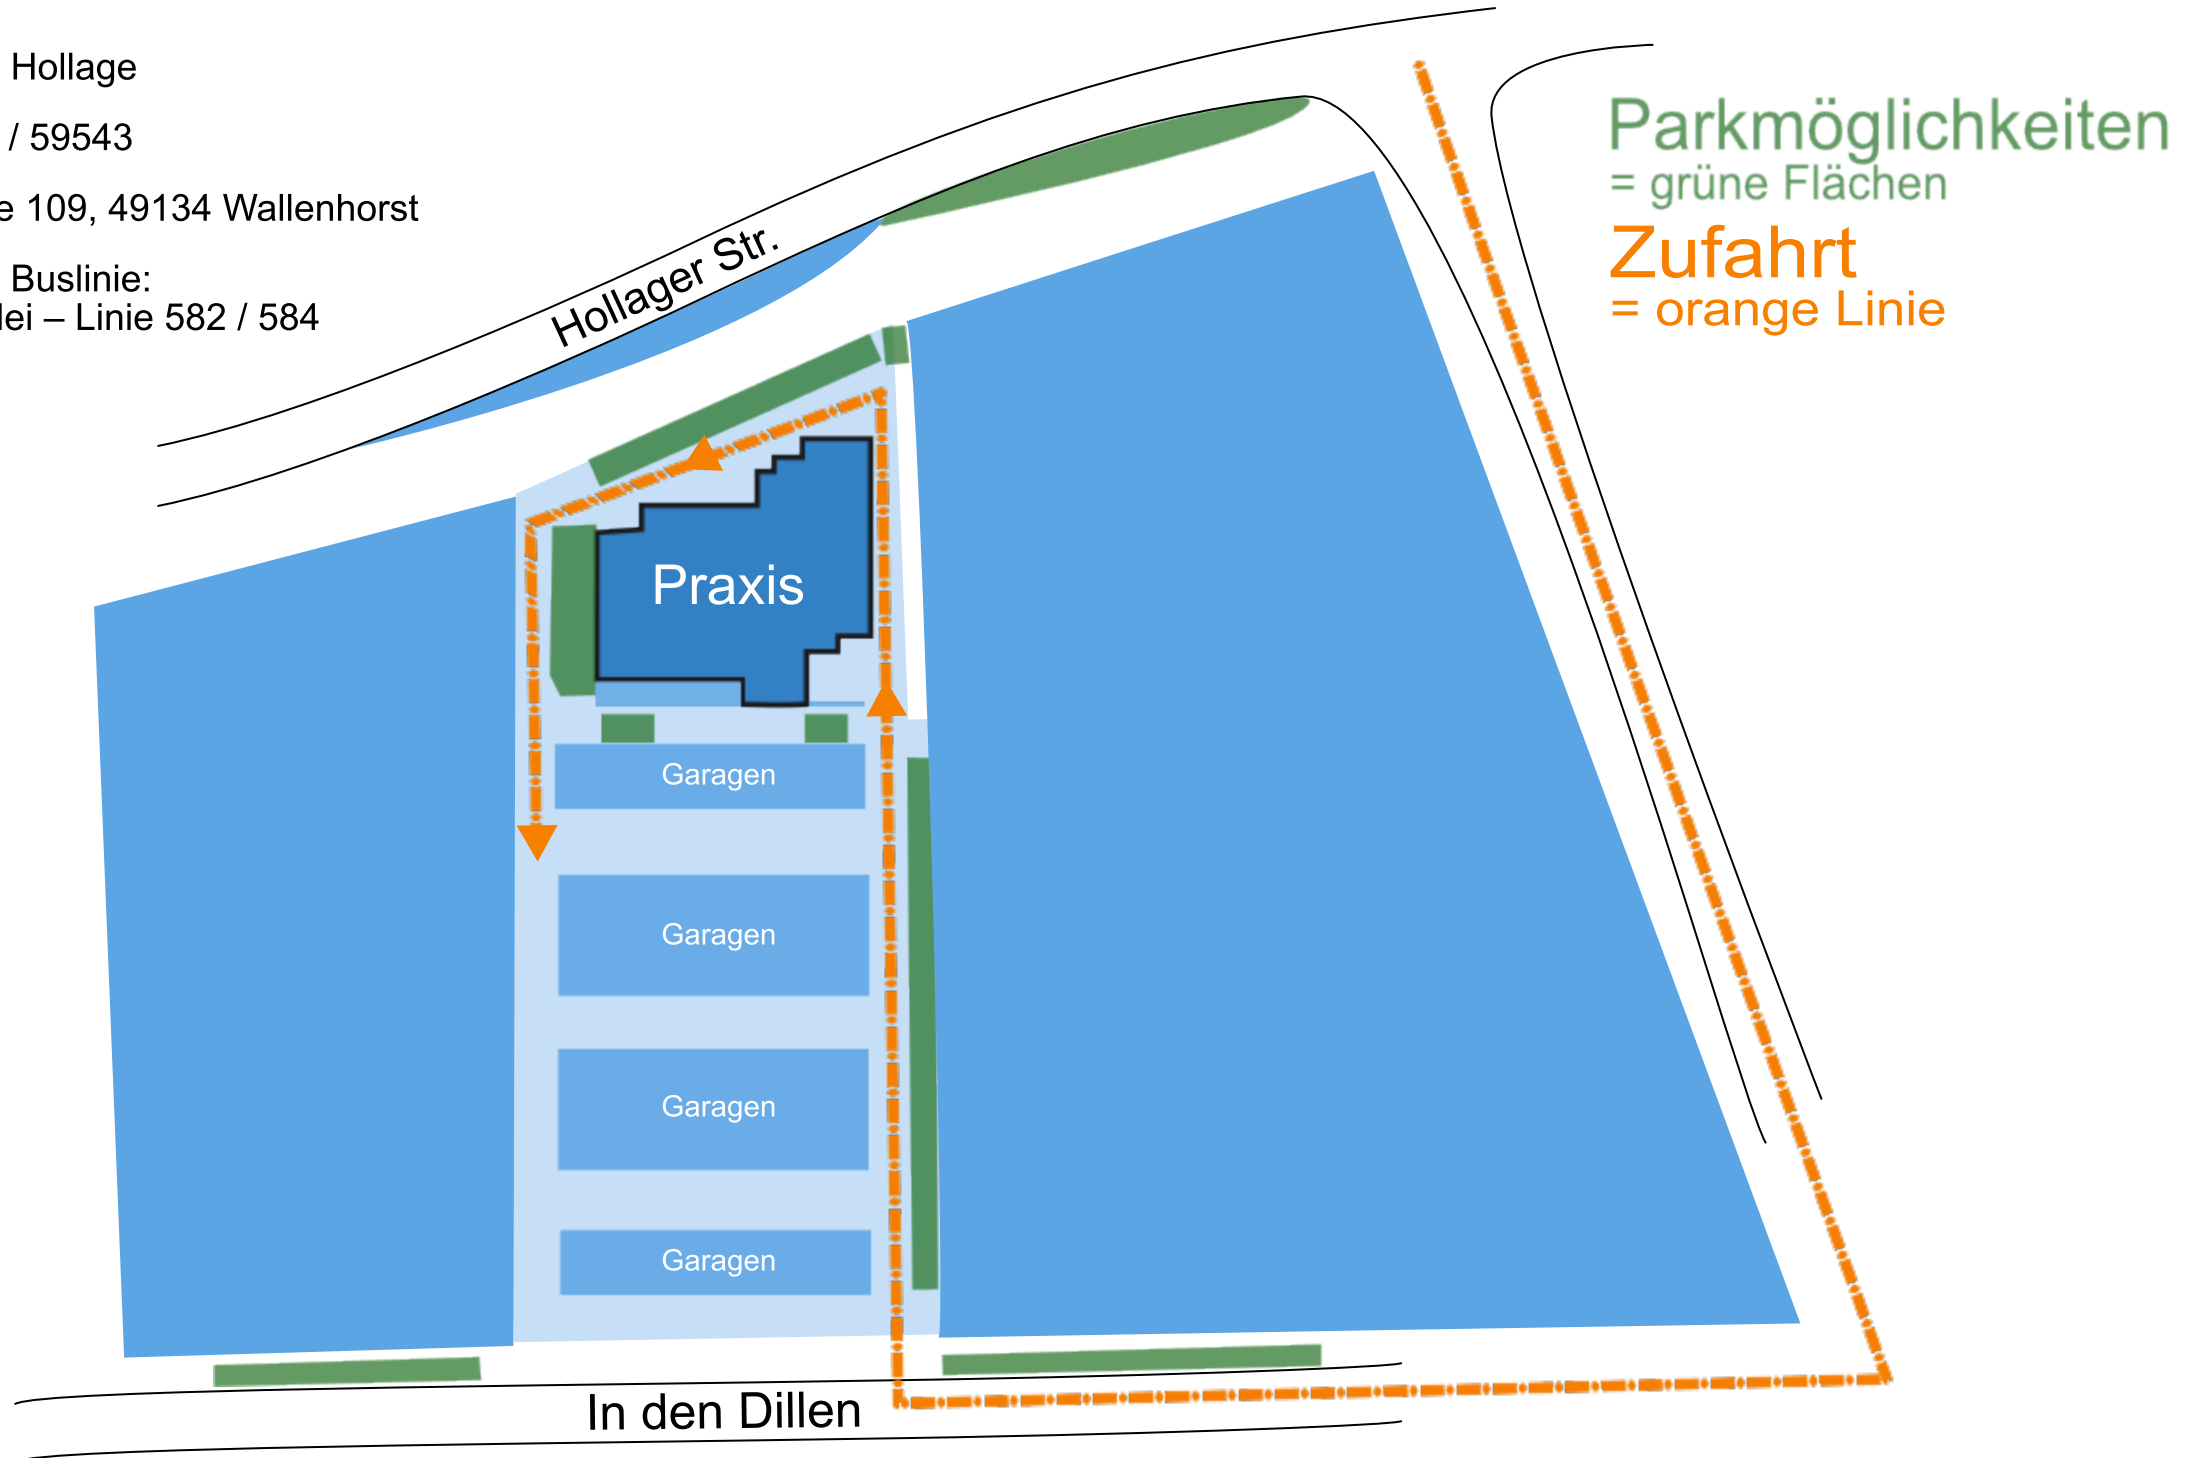 Hollage
/ 59543
e 109, 49134 Wallenhorst
Buslinie:
lei – Linie 582 / 584
Parkmöglichkeiten
= grüne Flächen
Zufahrt
= orange Linie
Hollager Str.
Praxis
Garagen
Garagen
Garagen
Garagen
In den Dillen